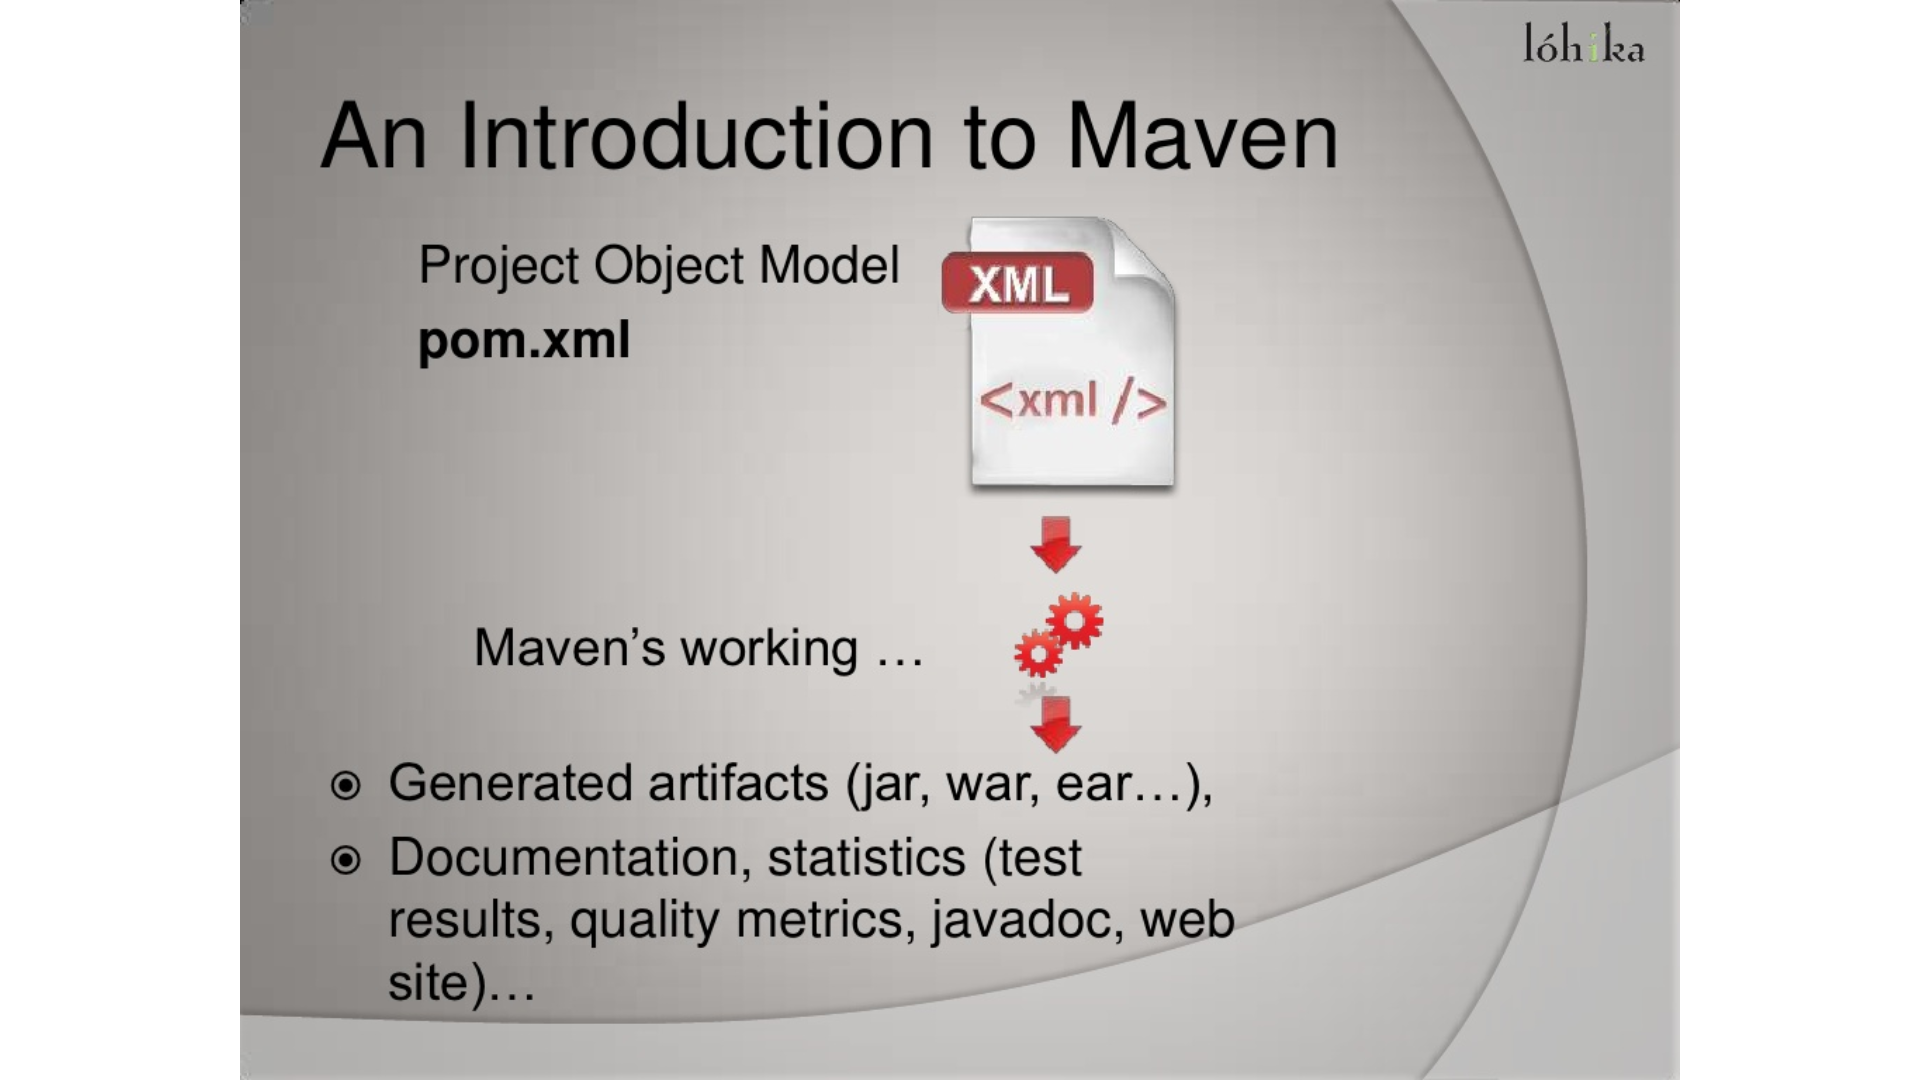 lóhika
An Introduction to Maven
Project Object Model
pom.xml
XML
<xml />
Maven’s working …
Generated artifacts (jar, war, ear…),
Documentation, statistics (test
results, quality metrics, javadoc, web
site)…